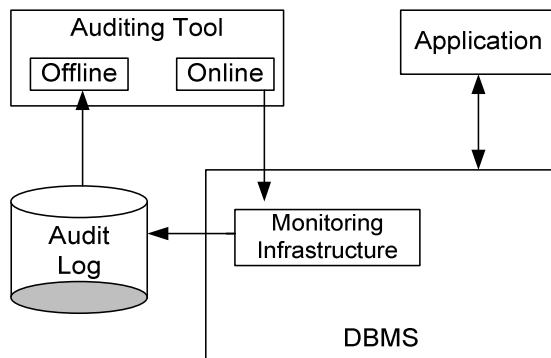 Auditing Tool
Offline
Online
Application
Audit
Log
Monitoring
Infrastructure
DBMS